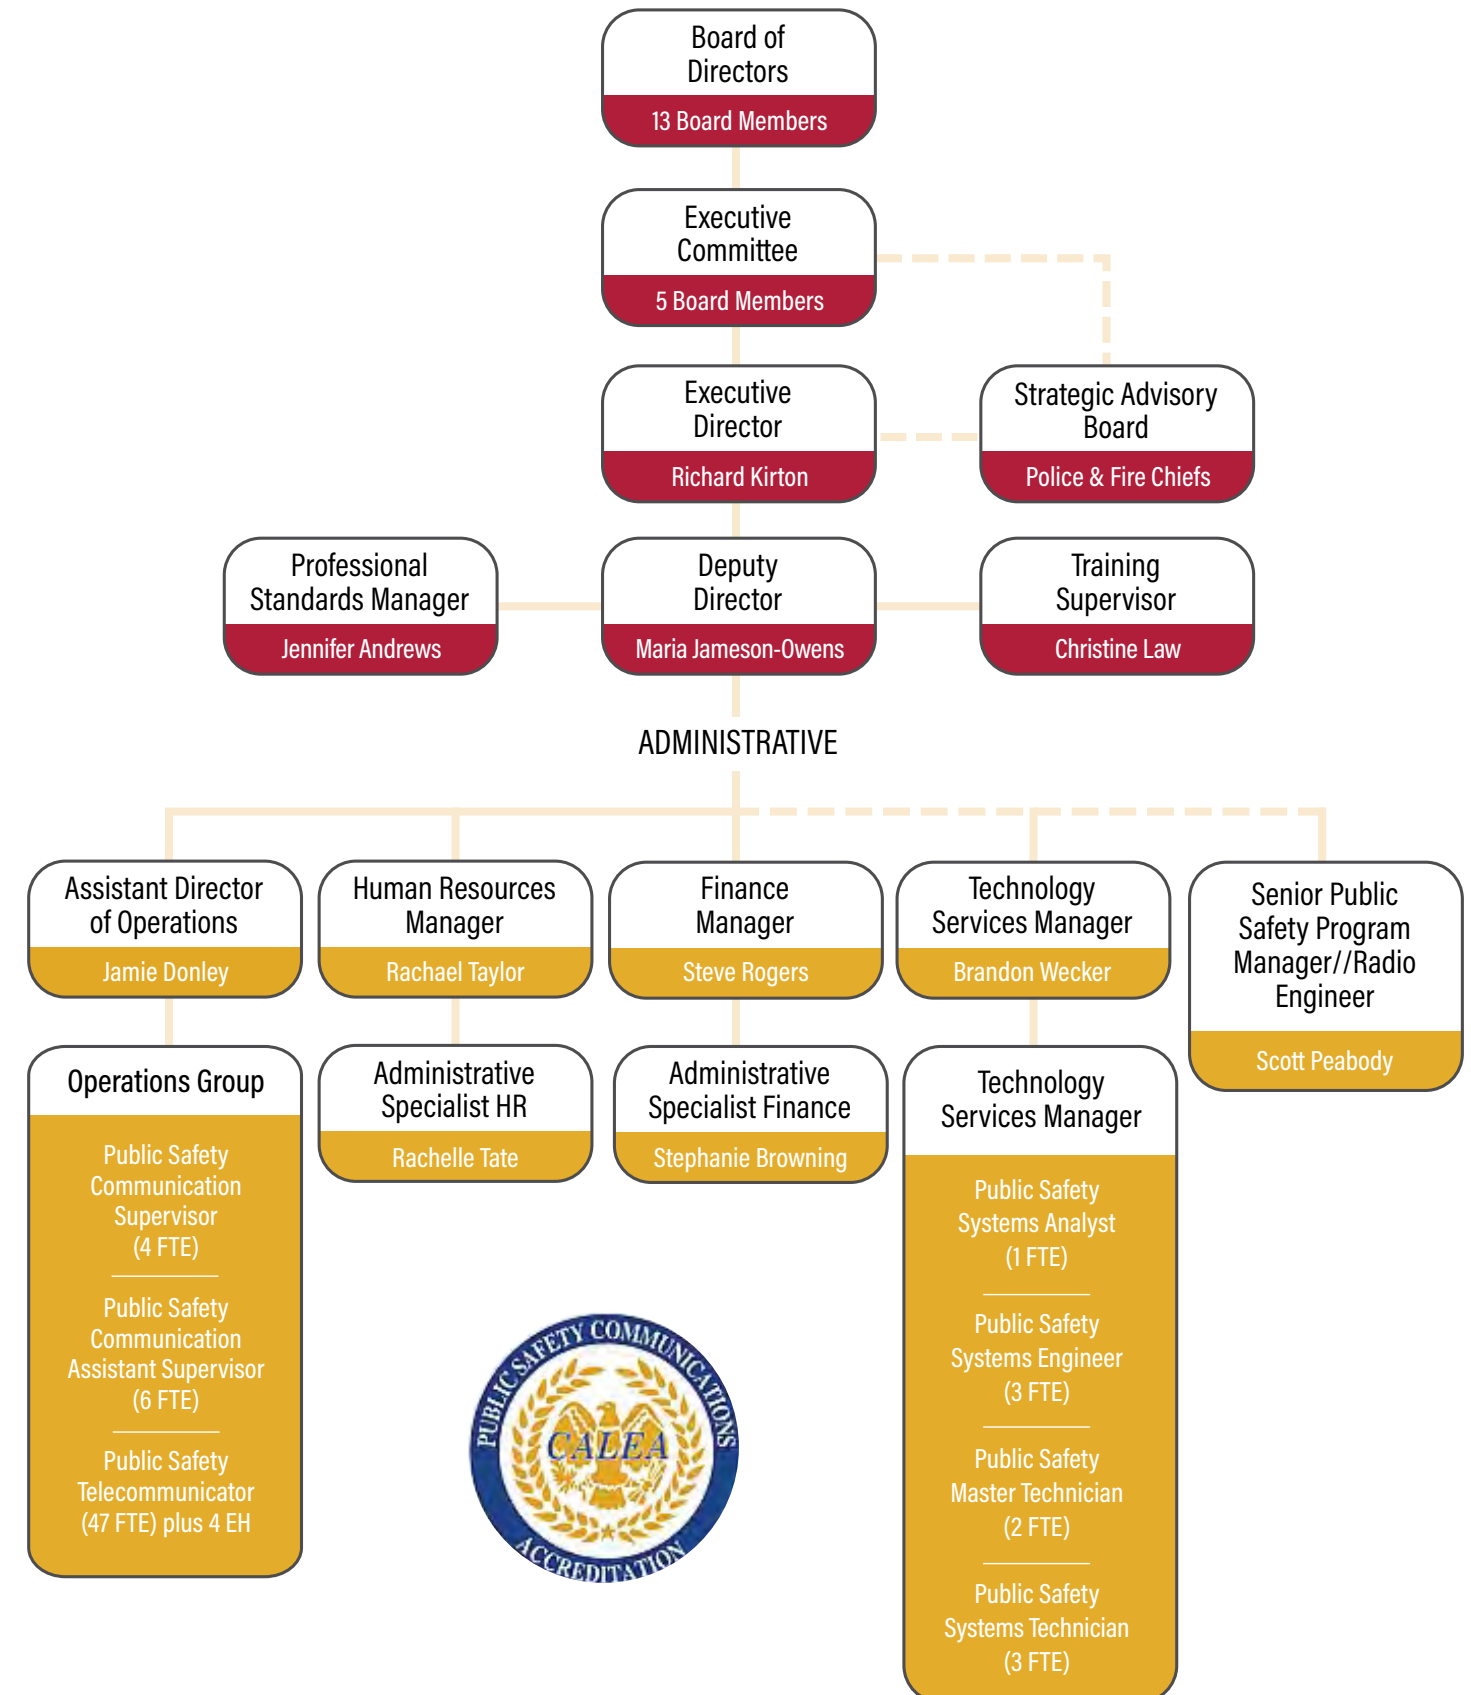 Board of
Directors
13 Board Members
Executive
Committee
5 Board Members
Executive
Director
Richard Kirton
Strategic Advisory
Board
Police & Fire Chiefs
Professional
Standards Manager
Jennifer Andrews
Deputy
Director
Maria Jameson-Owens
Training
Supervisor
Christine Law
ADMINISTRATIVE
Assistant Director
of Operations
Jamie Donley
Human Resources
Manager
Rachael Taylor
Finance
Manager
Steve Rogers
Technology
Services Manager
Brandon Wecker
Senior Public
Safety Program
Manager//Radio
Engineer
Scott Peabody
Operations Group
Public Safety
Communication
Supervisor
(4 FTE)
Public Safety
Communication
Assistant Supervisor
(6 FTE)
Public Safety
Telecommunicator
(47 FTE) plus 4 EH
Administrative
Specialist HR
Rachelle Tate
Administrative
Specialist Finance
Stephanie Browning
Technology
Services Manager
Public Safety
Systems Analyst
(1 FTE)
Public Safety
Systems Engineer
(3 FTE)
Public Safety
Master Technician
(2 FTE)
Public Safety
Systems Technician
(3 FTE)
PUBLIC SAFETY COMMUNICATIONS
CALEA
ACCREDITATION